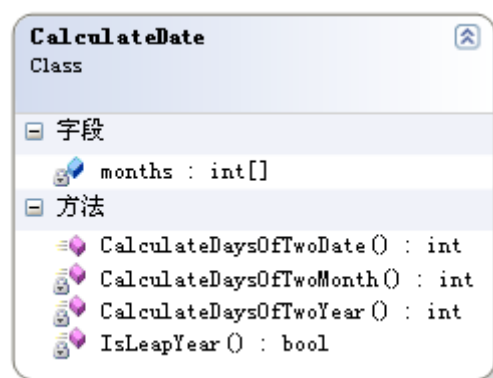 CalculateDate
Class
字段
months : int[]
方法
CalculateDaysOfTwoDate() : int
CalculateDaysOfTwoMonth() : int
CalculateDaysOfTwoYear() : int
IsLeapYear() : bool